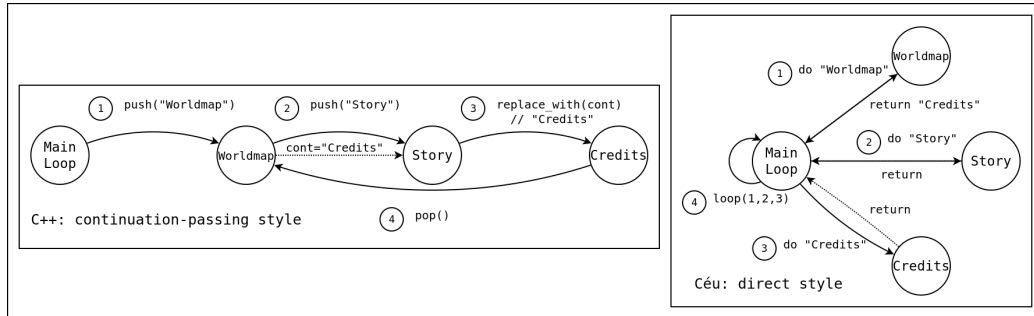 1 push("Worldmap")
2 push("Story")
3 replace_with(cont)
// "Credits"
Main
Loop
Worldmap
cont="Credits"
Story
Credits
4 pop()
C++: continuation-passing style
Worldmap
1 do "Worldmap"
return "Credits"
2 do "Story"
Main
Loop
Story
return
4 loop(1,2,3)
return
3 do "Credits"
Credits
Céu: direct style